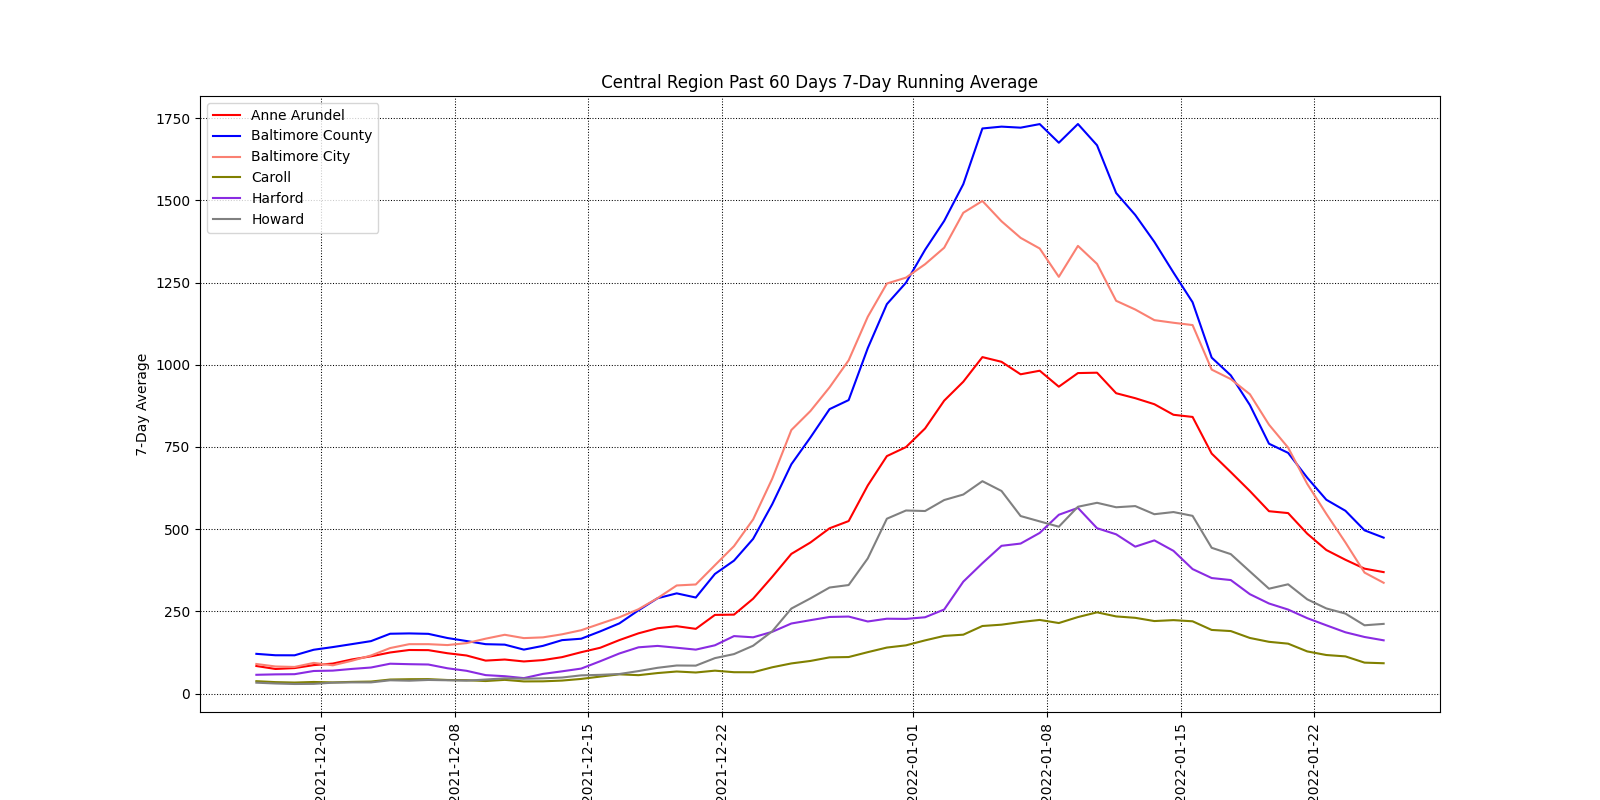 Central Region Past 60 Days 7-Day Running Average
Anne Arundel
Baltimore County
Baltimore City
Caroll
Harford
Howard
1750
1500
1250
1000
750
500
250
0
7-Day Average
2021-12-01
2021-12-08
2021-12-15
2021-12-22
2022-01-01
2022-01-08
2022-01-15
2022-01-22